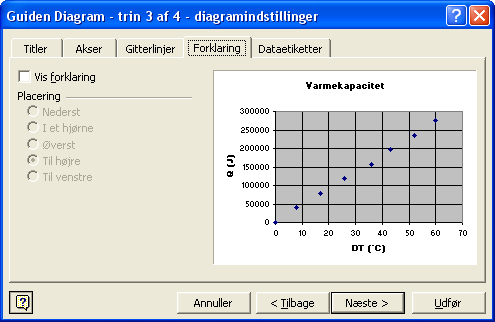 Guiden Diagram - trin 3 af 4 - diagramindstillinger
Titler
Akser
Gitterlinjer
Forklaring
Dataetiketter
Vis forklaring
Placering
Nederst
I et hjørne
Øverst
Til højre
Til venstre
Varmekapacitet
Q (J)
300000
250000
200000
150000
100000
50000
0
0 10 20 30 40 50 60 70
DT (°C)
Annuller
< Tilbage
Næste >
Udfør